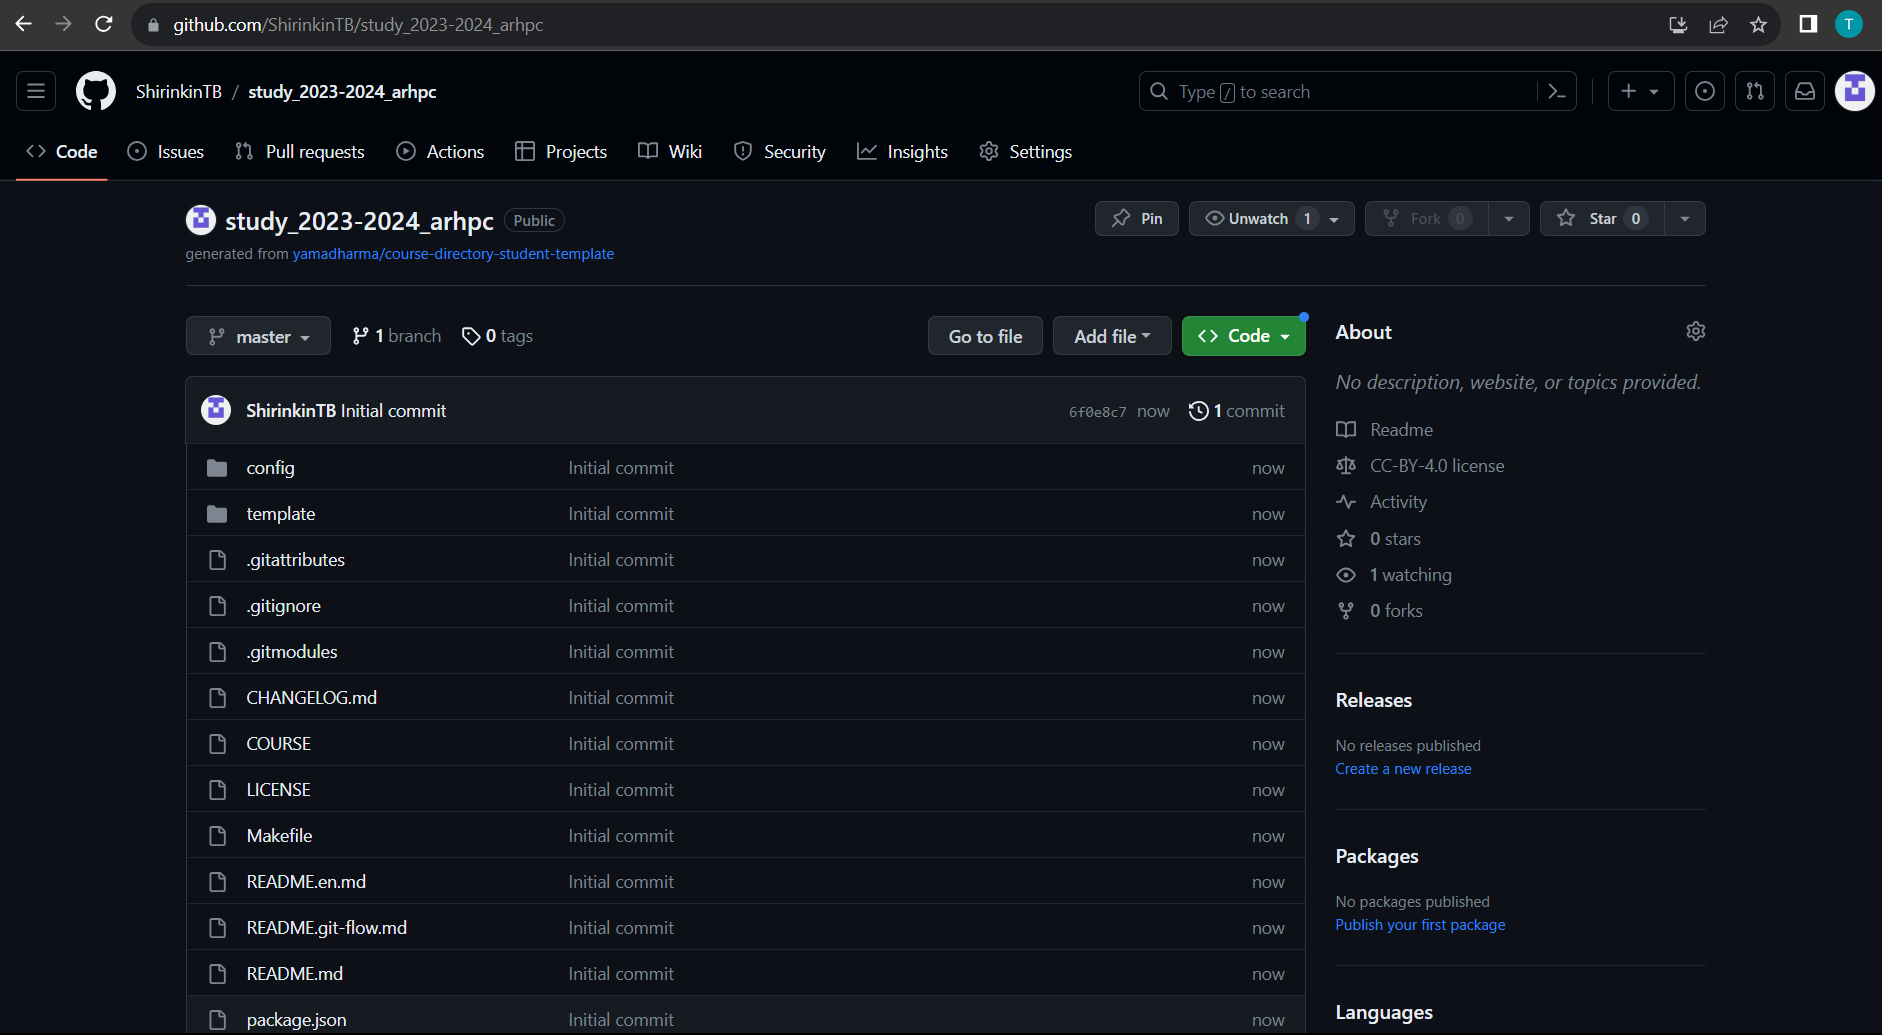 github.com/ShirinkinTB/study_2023-2024_arhpc
T
ShirinkinTB / study_2023-2024_arhpc
Type / to search
Code Issues Pull requests Actions Projects Wiki Security Insights Settings
study_2023-2024_arhpc Public
Pin Unwatch 1 Fork 0 Star 0
generated from yamadharma/course-directory-student-template
master 1 branch 0 tags Go to file Add file Code
ShirinkinTB Initial commit 6f0e8c7 now 1 commit
config Initial commit now
template Initial commit now
.gitattributes Initial commit now
.gitignore Initial commit now
.gitmodules Initial commit now
CHANGELOG.md Initial commit now
COURSE Initial commit now
LICENSE Initial commit now
Makefile Initial commit now
README.en.md Initial commit now
README.git-flow.md Initial commit now
README.md Initial commit now
package.json Initial commit now
About
No description, website, or topics provided.
Readme
CC-BY-4.0 license
Activity
0 stars
1 watching
0 forks
Releases
No releases published
Create a new release
Packages
No packages published
Publish your first package
Languages